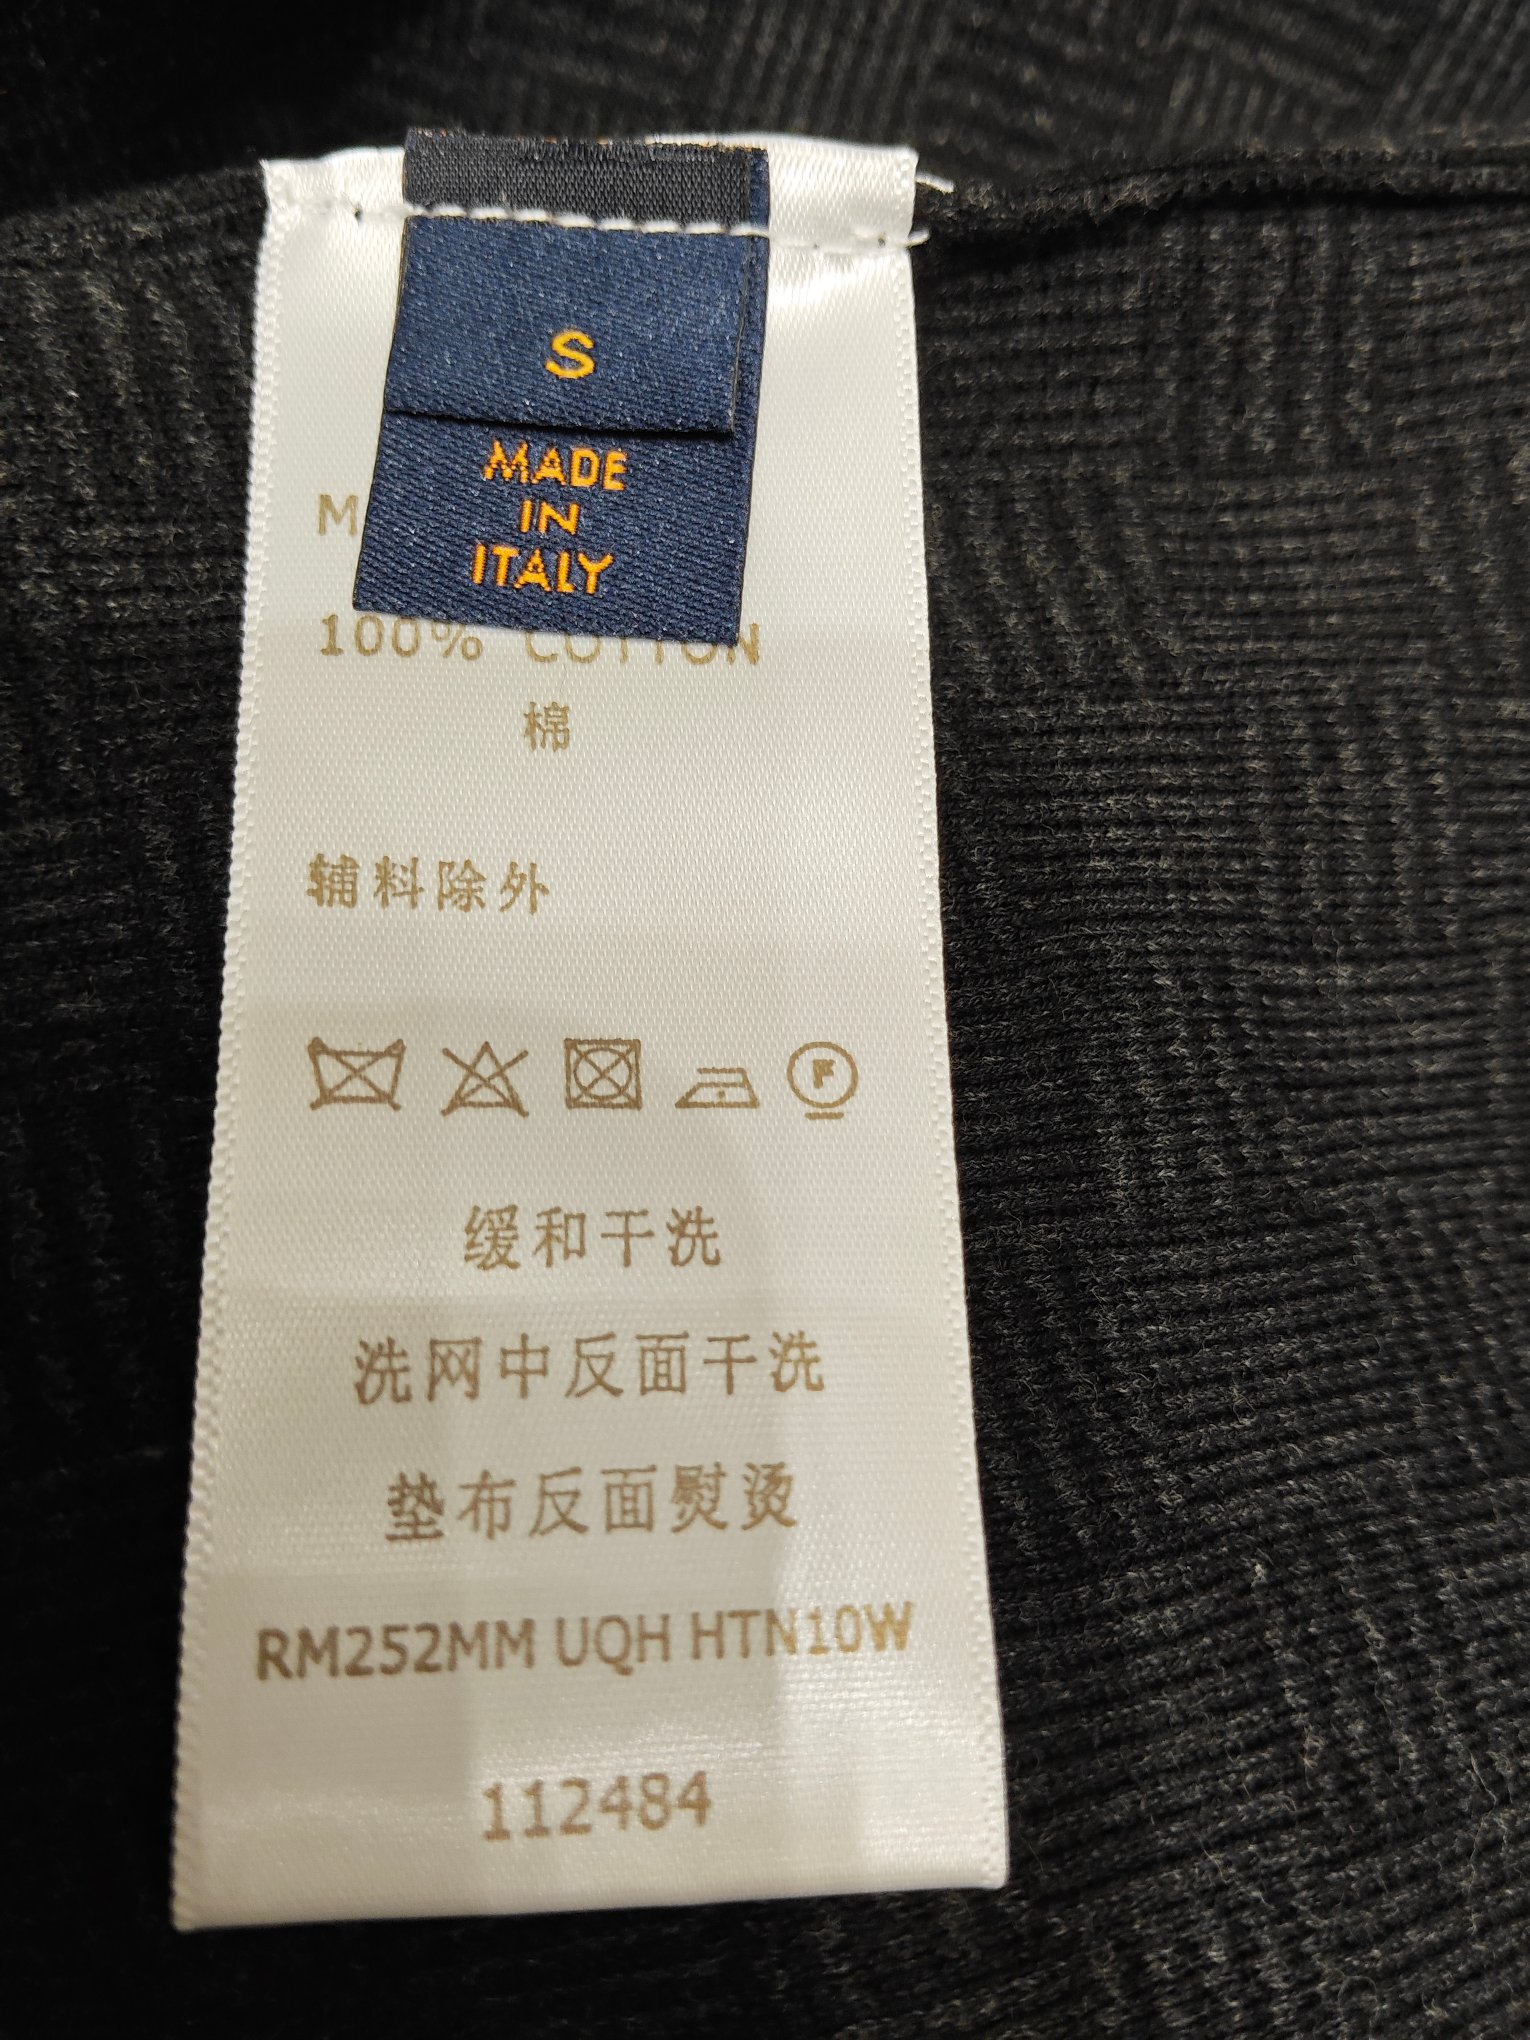 S
MADE
IN
ITALY
100% COTTON
棉
辅料除外
F
缓和干洗
洗网中反面干洗
垫布反面熨烫
RM252MM UQH HTN10W
112484